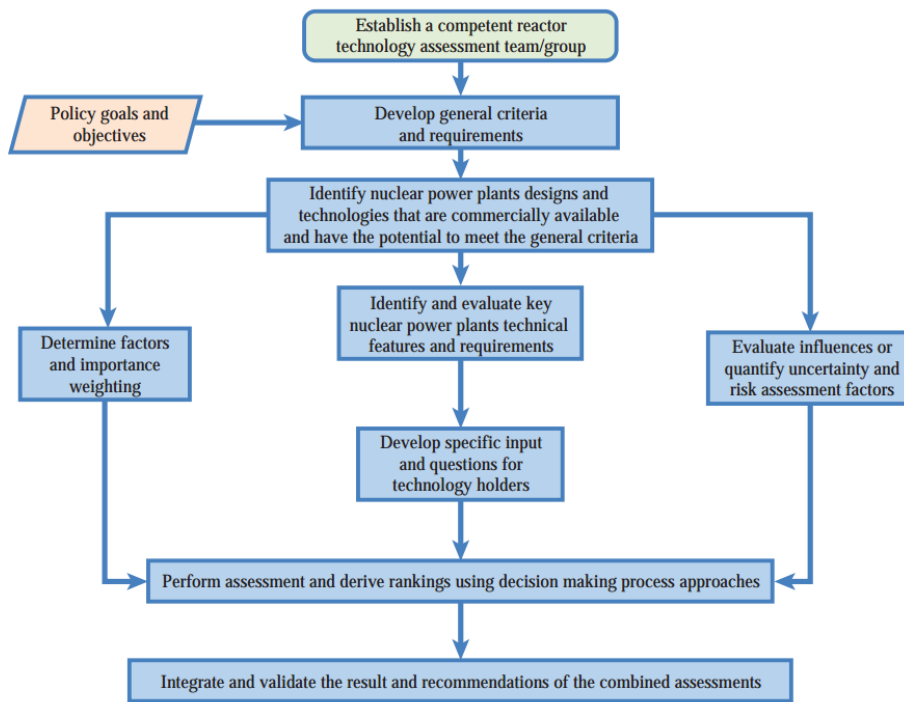 Establish a competent reactor
technology assessment team/group
Policy goals and
objectives
Develop general criteria
and requirements
Identify nuclear power plants designs and
technologies that are commercially available
and have the potential to meet the general criteria
Determine factors
and importance
weighting
Identify and evaluate key
nuclear power plants technical
features and requirements
Evaluate influences or
quantify uncertainty and
risk assessment factors
Develop specific input
and questions for
technology holders
Perform assessment and derive rankings using decision making process approaches
Integrate and validate the result and recommendations of the combined assessments